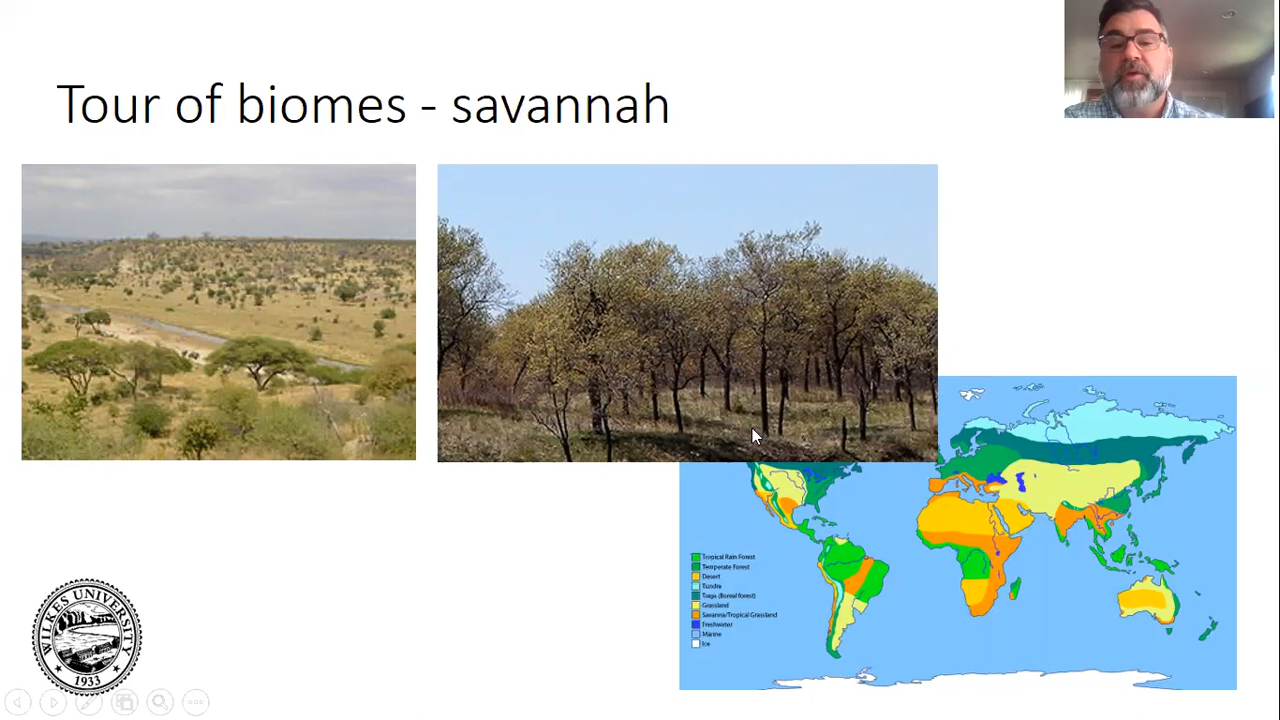 Tour of biomes - savannah
Tropical Rain Forest
Temperate Forest
Desert
Tundra
Taiga (Boreal forest)
Grassland
Savanna/Tropical Grassland
Freshwater
Marine
Ice
WILKES UNIVERSITY
1933